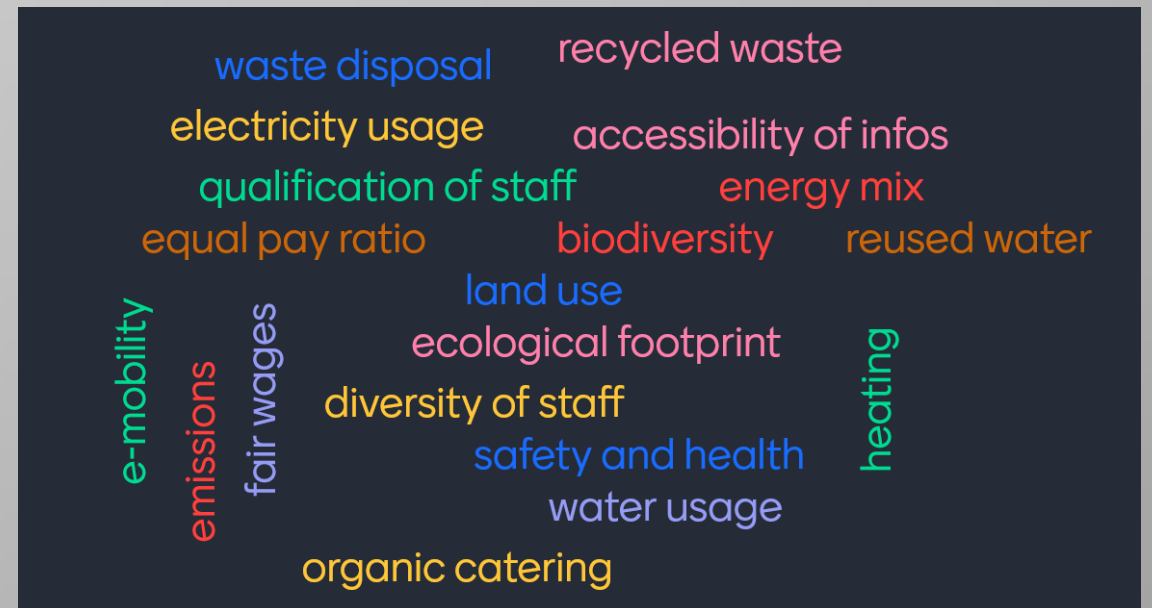 recycled waste
waste disposal
electricity usage
accessibility of infos
qualification of staff
energy mix
equal pay ratio
biodiversity
reused water
land use
e-mobility
emissions
fair wages
ecological footprint
heating
diversity of staff
safety and health
water usage
organic catering